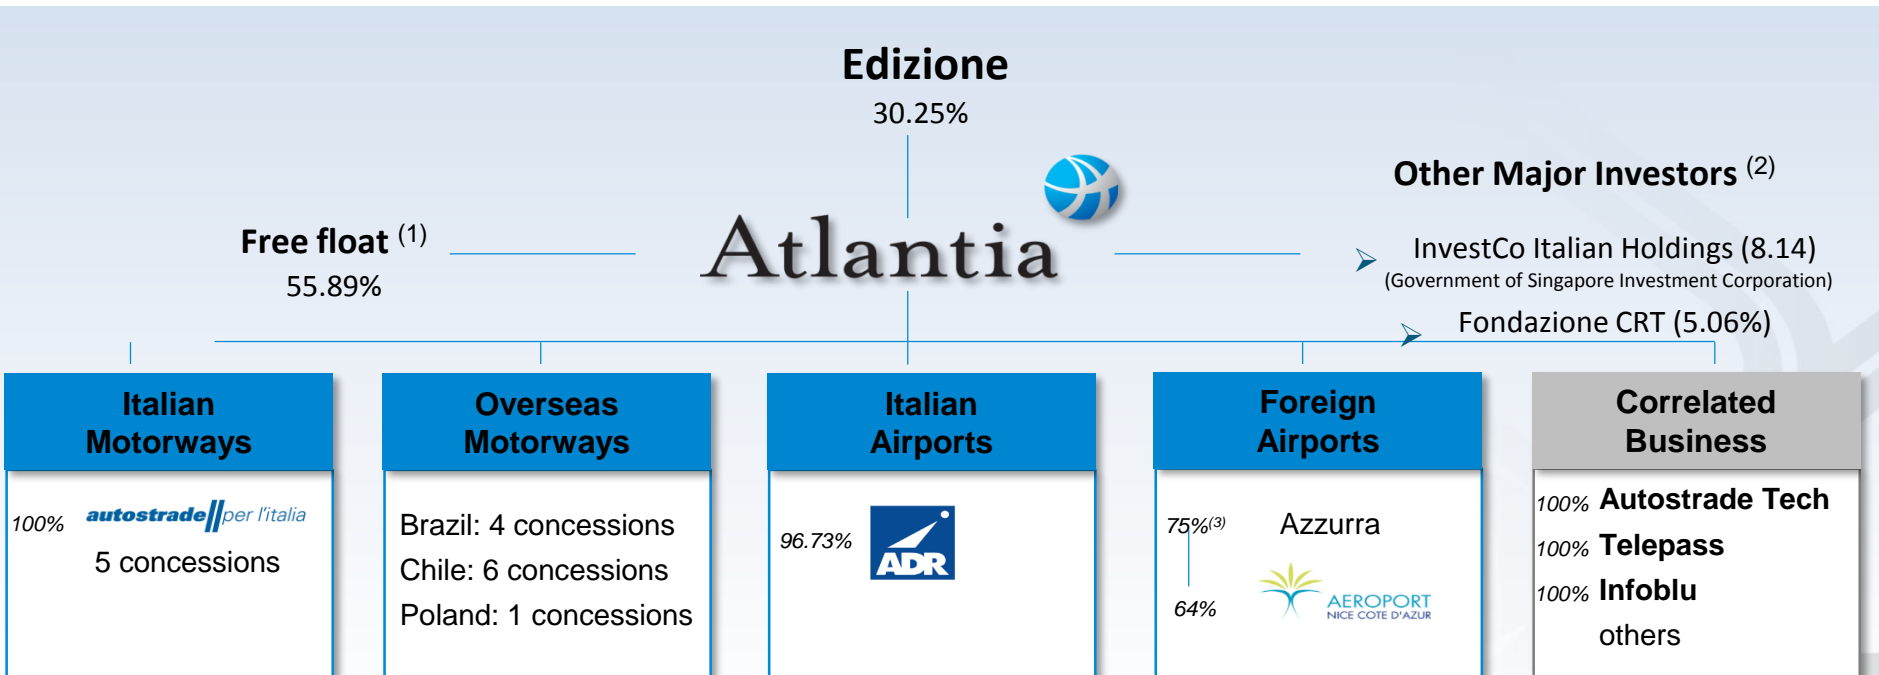 Edizione
30.25%
Atlantia
Free float (1)
55.89%
Other Major Investors (2)
InvestCo Italian Holdings (8.14)
(Government of Singapore Investment Corporation)
Fondazione CRT (5.06%)
Italian
Motorways
100% autostrade//per l'italia
5 concessions
Overseas
Motorways
Brazil: 4 concessions
Chile: 6 concessions
Poland: 1 concessions
Italian
Airports
96.73% ADR
Foreign
Airports
75%(3) Azzurra
64% AEROPORT
NICE COTE D'AZUR
Correlated
Business
100% Autostrade Tech
100% Telepass
100% Infoblu
others